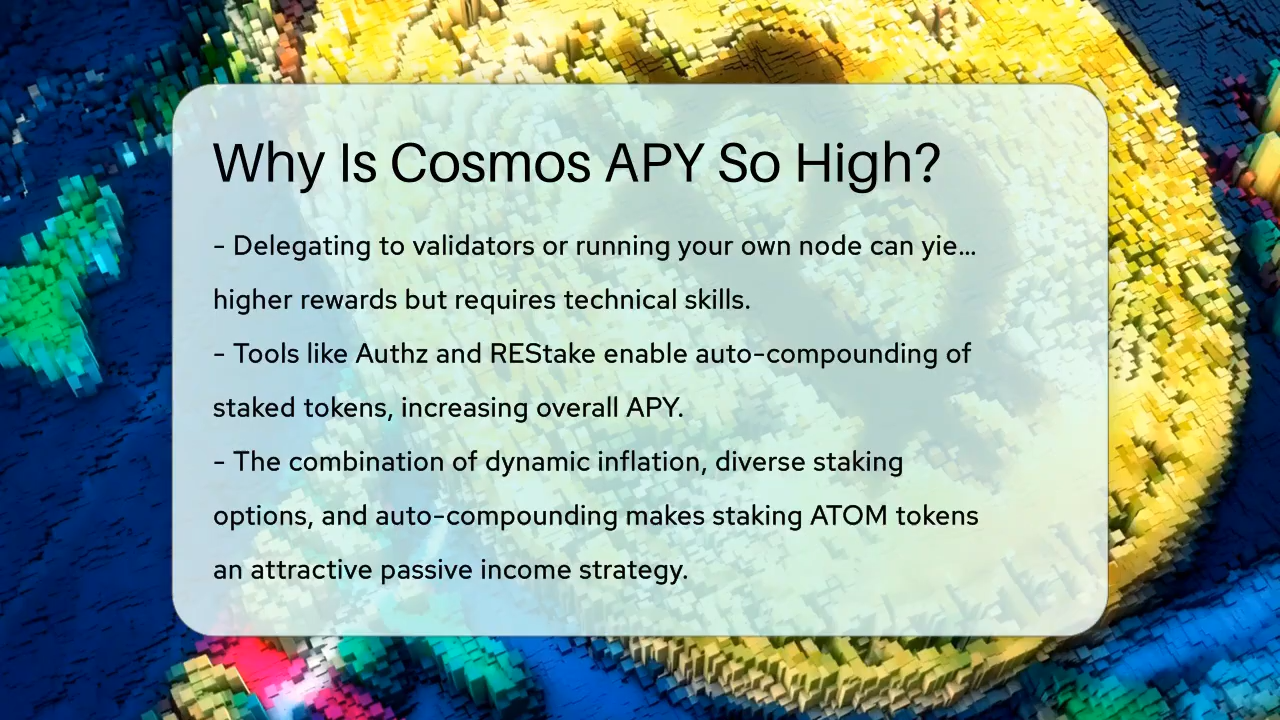 Why Is Cosmos APY So High?
- Delegating to validators or running your own node can yie...
higher rewards but requires technical skills.
- Tools like Authz and REStake enable auto-compounding of
staked tokens, increasing overall APY.
- The combination of dynamic inflation, diverse staking
options, and auto-compounding makes staking ATOM tokens
an attractive passive income strategy.